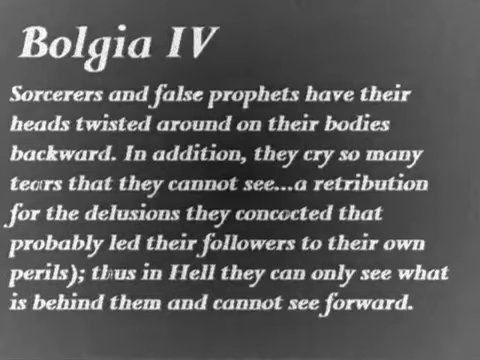 Bolgia IV
Sorcerers and false prophets have their
heads twisted around on their bodies
backward. In addition, they cry so many
tears that they cannot see...a retribution
for the delusions they concocted that
probably led their followers to their own
perils); thus in Hell they can only see what
is behind them and cannot see forward.